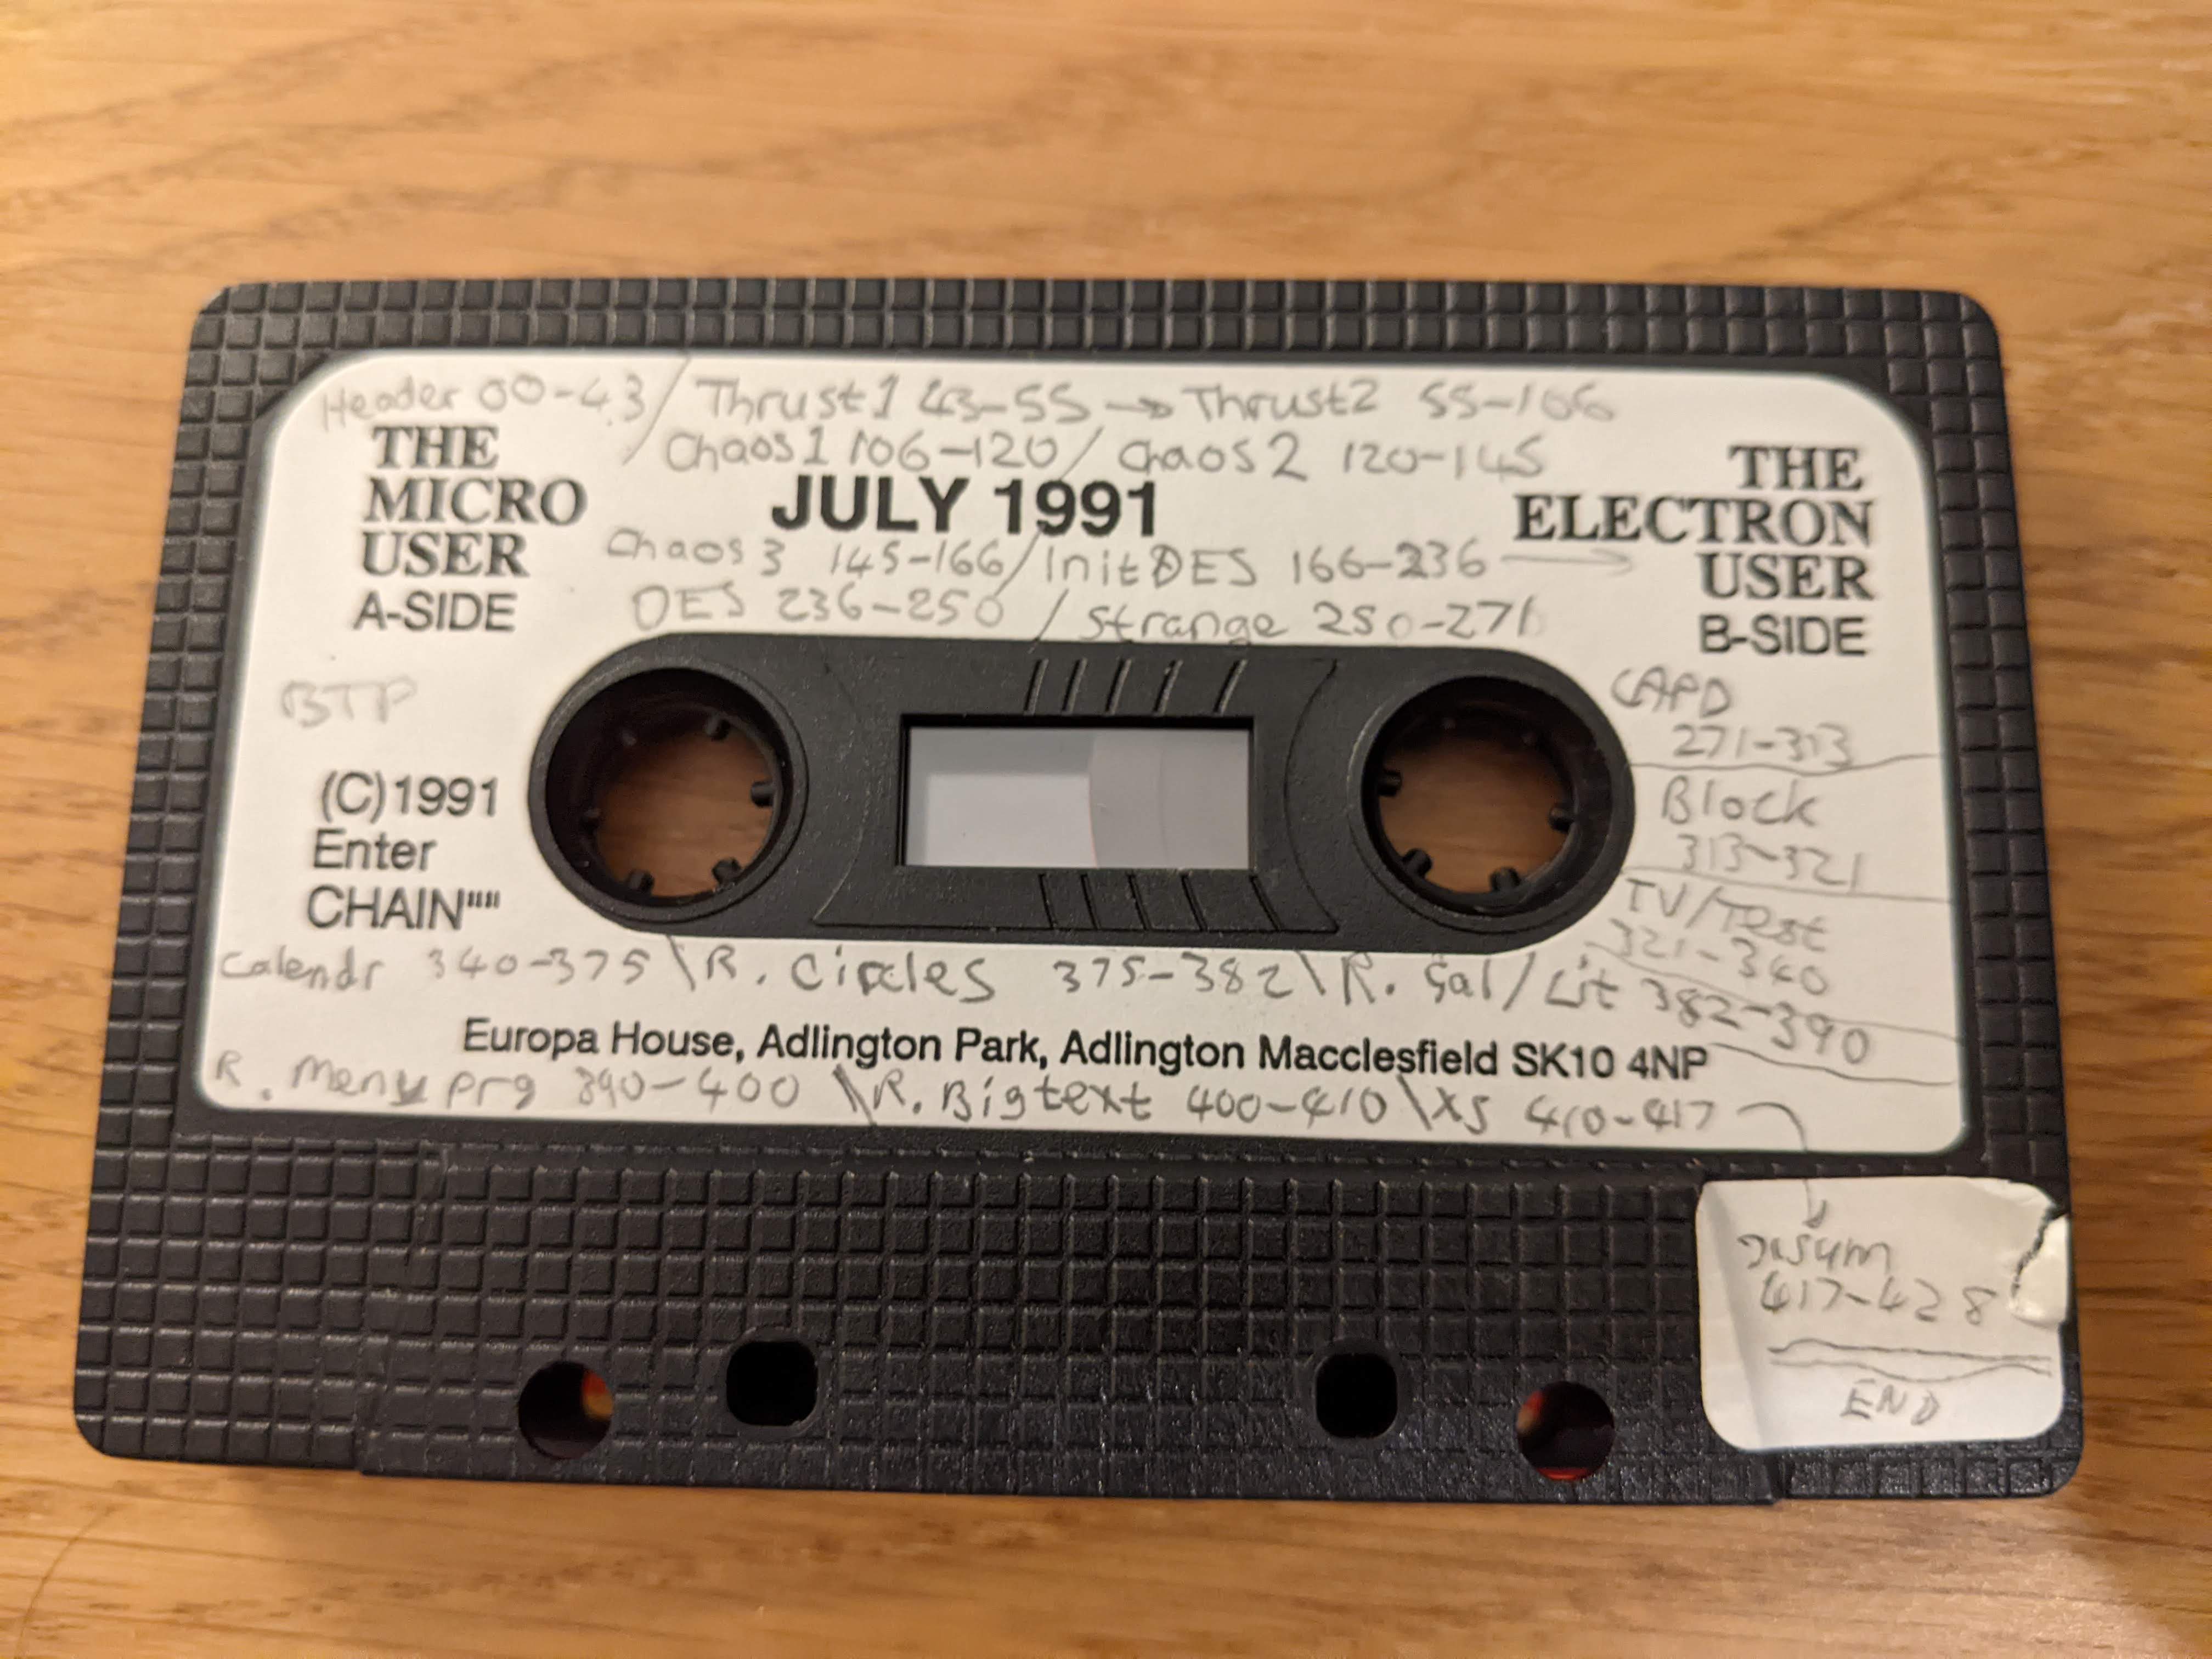 Header 00-43 / Thrust1 43-55 → Thrust2 55-106
Chaos1 106-120 / Chaos2 120-145
THE
MICRO
USER
A-SIDE
JULY 1991
THE
ELECTRON
USER
B-SIDE
Chaos3 145-166 / InitDES 166-236 →
DES 236-250 / Strange 250-271
BTP
CAPD
271-313
Block
313-321
TV/Test
321-340
(C)1991
Enter
CHAIN""
Calendr 340-375 \ R. Circles 375-382 \ R. Gal/Lit 382-390
Europa House, Adlington Park, Adlington Macclesfield SK10 4NP
R. Menu prg 390-400 \ R. Bigtext 400-410 \ XS 410-417
417-428
END